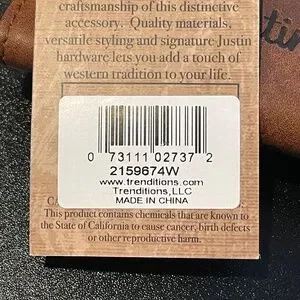 craftsmanship of this distinctive
accessory. Quality materials,
versatile styling and signature Justin
hardware lets you add a touch of
western tradition to your life.
0 73111 02737 2
2159674W
www.trenditions.com
Trenditions,LLC
MADE IN CHINA
This product contains chemicals that are known to
the State of California to cause cancer, birth defects
or other reproductive harm.